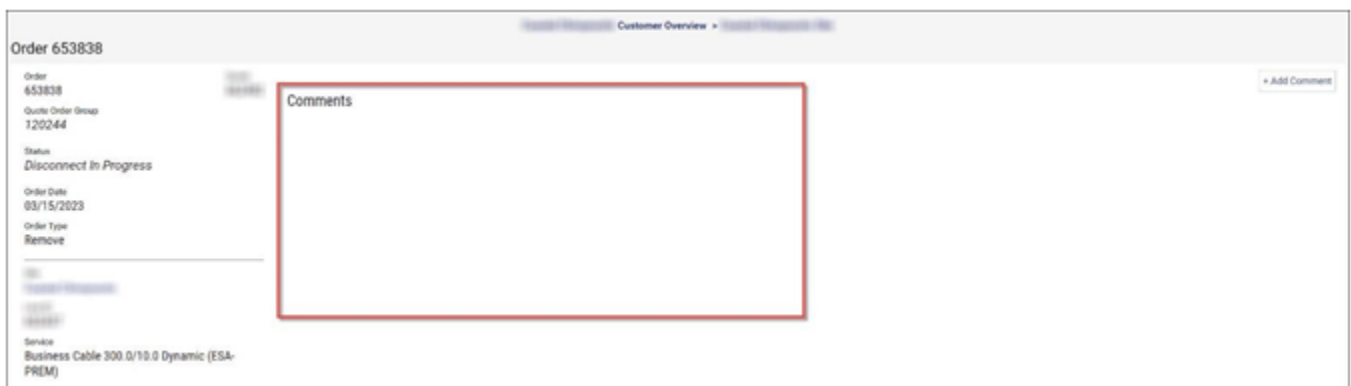 Customer Overview >
Order 653838
Order
653838
Quote Order Group
120244
Status
Disconnect In Progress
Order Date
03/15/2023
Order Type
Remove
Service
Business Cable 300.0/10.0 Dynamic (ESA-
PREM)
Comments
+ Add Comment